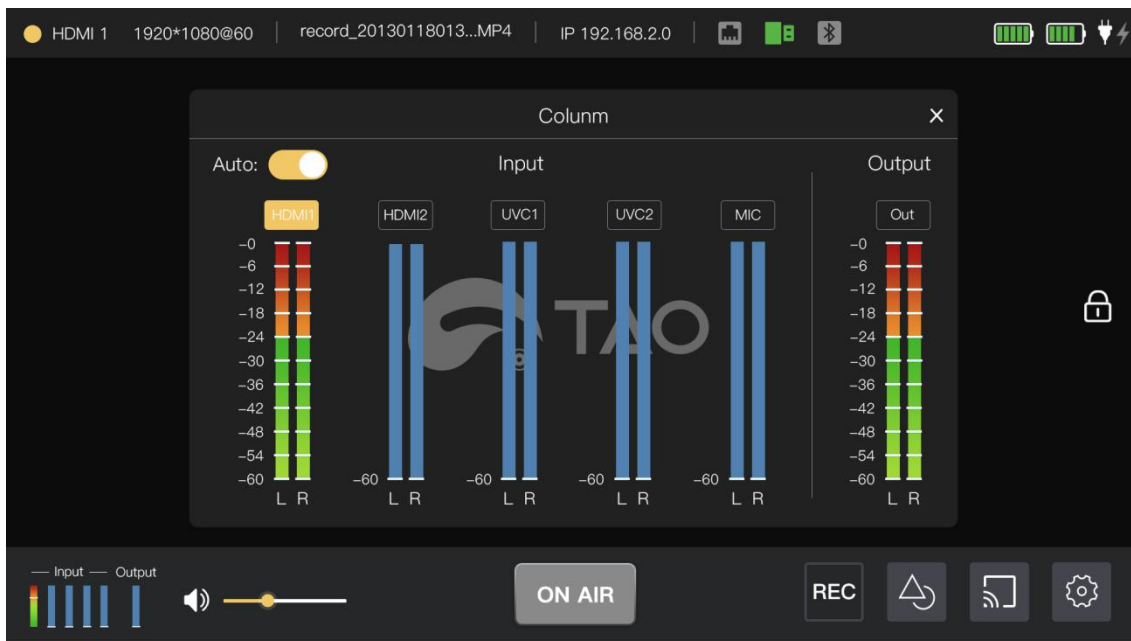 HDMI 1 1920*1080@60 record_20130118013...MP4 IP 192.168.2.0
Colunm
Auto: Input Output
HDMI1 HDMI2 UVC1 UVC2 MIC Out
-0 -0
-6 -6
-12 -12
-18 -18
TAO
-24 -24
-30 -30
-36 -36
-42 -42
-48 -48
-54 -54
-60 -60 -60 -60 -60 -60
L R L R L R L R L R L R
Input Output
ON AIR REC